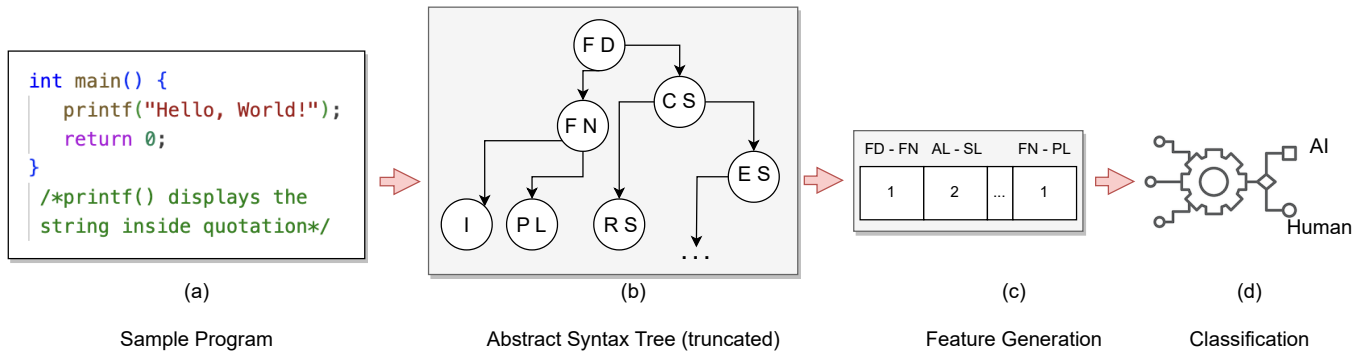 int main() {
printf("Hello, World!");
return 0;
}
/*printf() displays the
string inside quotation*/
(a)
Sample Program
F D
C S
F N
E S
I
P L
R S
...
(b)
Abstract Syntax Tree (truncated)
FD - FN AL - SL FN - PL
1 2 ... 1
(c)
Feature Generation
AI
Human
(d)
Classification